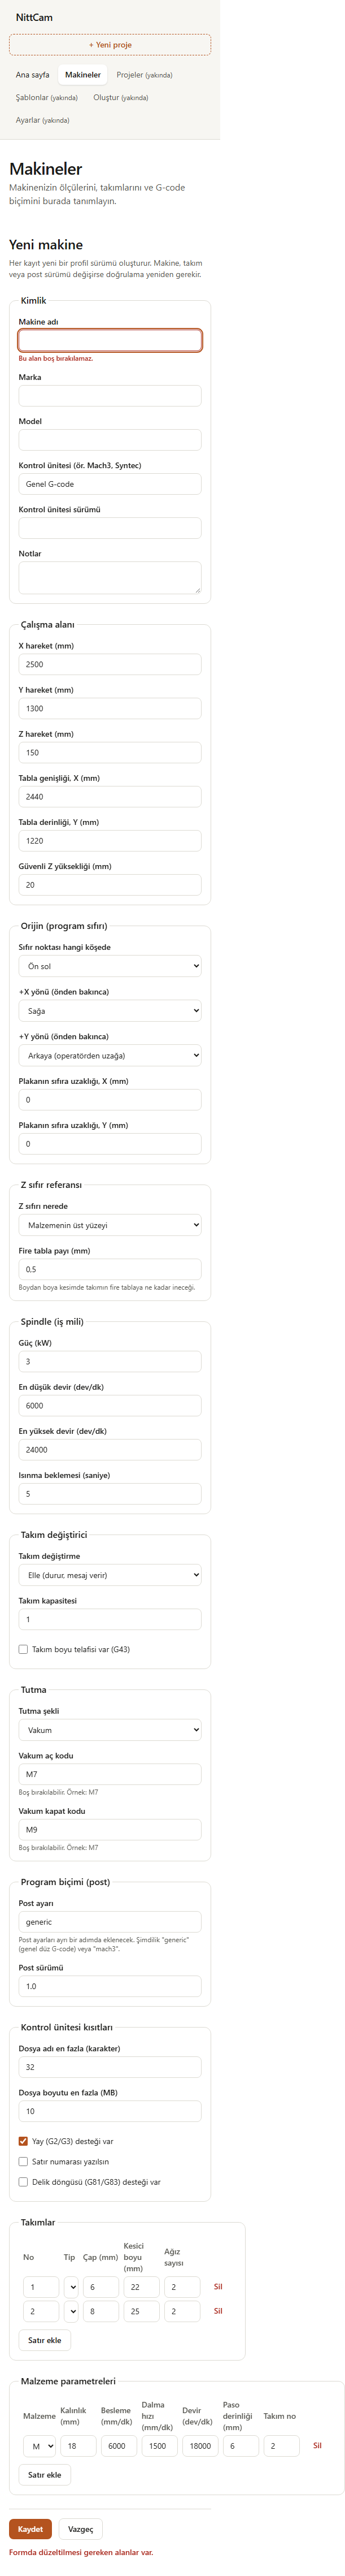 NittCam
+ Yeni proje
Ana sayfa Makineler Projeler (yakında)
Şablonlar (yakında) Oluştur (yakında)
Ayarlar (yakında)
Makineler
Makinenizin ölçülerini, takımlarını ve G-code
biçimini burada tanımlayın.
Yeni makine
Her kayıt yeni bir profil sürümü oluşturur. Makine, takım
veya post sürümü değişirse doğrulama yeniden gerekir.
Kimlik
Makine adı
Bu alan boş bırakılamaz.
Marka
Model
Kontrol ünitesi (ör. Mach3, Syntec)
Genel G-code
Kontrol ünitesi sürümü
Notlar
Çalışma alanı
X hareket (mm)
2500
Y hareket (mm)
1300
Z hareket (mm)
150
Tabla genişliği, X (mm)
2440
Tabla derinliği, Y (mm)
1220
Güvenli Z yüksekliği (mm)
20
Orijin (program sıfırı)
Sıfır noktası hangi köşede
Ön sol
+X yönü (önden bakınca)
Sağa
+Y yönü (önden bakınca)
Arkaya (operatörden uzağa)
Plakanın sıfıra uzaklığı, X (mm)
0
Plakanın sıfıra uzaklığı, Y (mm)
0
Z sıfır referansı
Z sıfırı nerede
Malzemenin üst yüzeyi
Fire tabla payı (mm)
0,5
Boydan boya kesimde takımın fire tablaya ne kadar ineceği.
Spindle (iş mili)
Güç (kW)
3
En düşük devir (dev/dk)
6000
En yüksek devir (dev/dk)
24000
Isınma beklemesi (saniye)
5
Takım değiştirici
Takım değiştirme
Elle (durur, mesaj verir)
Takım kapasitesi
1
Takım boyu telafisi var (G43)
Tutma
Tutma şekli
Vakum
Vakum aç kodu
M7
Boş bırakılabilir. Örnek: M7
Vakum kapat kodu
M9
Boş bırakılabilir. Örnek: M7
Program biçimi (post)
Post ayarı
generic
Post ayarları ayrı bir adımda eklenecek. Şimdilik "generic"
(genel düz G-code) veya "mach3".
Post sürümü
1.0
Kontrol ünitesi kısıtları
Dosya adı en fazla (karakter)
32
Dosya boyutu en fazla (MB)
10
Yay (G2/G3) desteği var
Satır numarası yazılsın
Delik döngüsü (G81/G83) desteği var
Takımlar
No Tip Çap (mm) Kesici boyu (mm) Ağız sayısı
1 6 22 2 Sil
2 8 25 2 Sil
Satır ekle
Malzeme parametreleri
Malzeme Kalınlık (mm) Besleme (mm/dk) Dalma hızı (mm/dk) Devir (dev/dk) Paso derinliği (mm) Takım no
M 18 6000 1500 18000 6 2 Sil
Satır ekle
Kaydet Vazgeç
Formda düzeltilmesi gereken alanlar var.